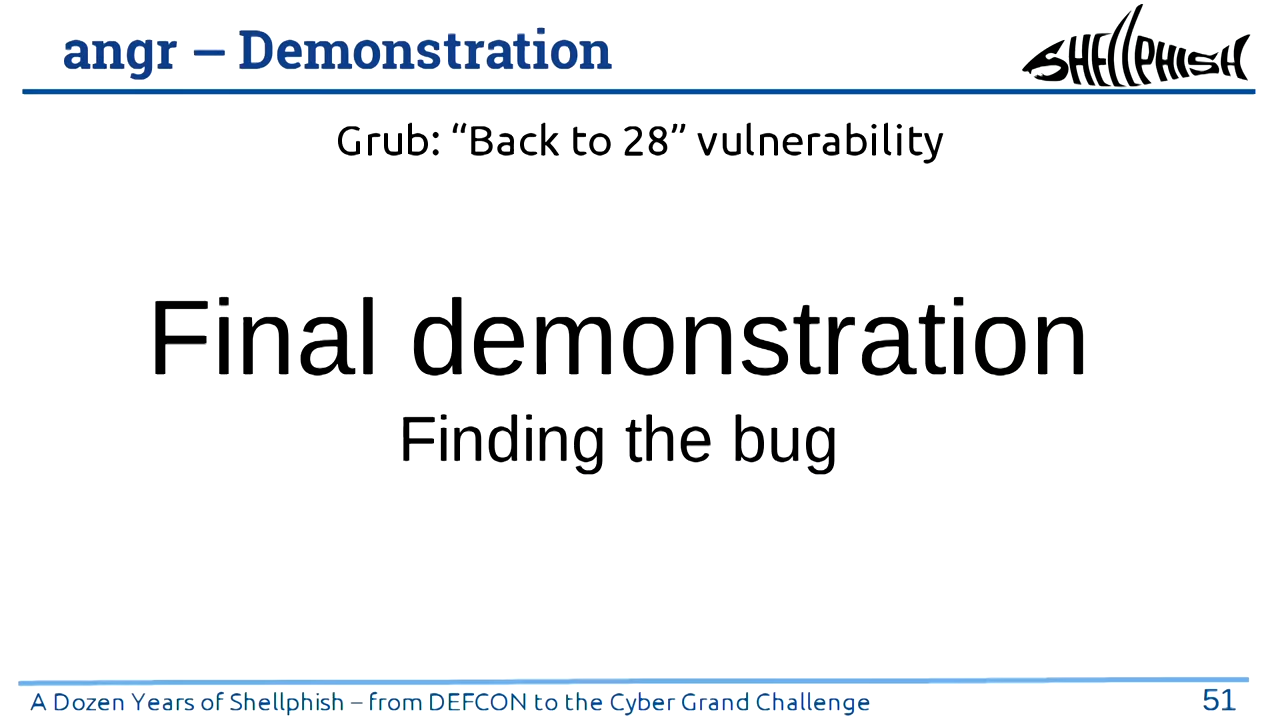 angr – Demonstration
SHELLPHISH
Grub: “Back to 28” vulnerability
Final demonstration
Finding the bug
A Dozen Years of Shellphish – from DEFCON to the Cyber Grand Challenge
51